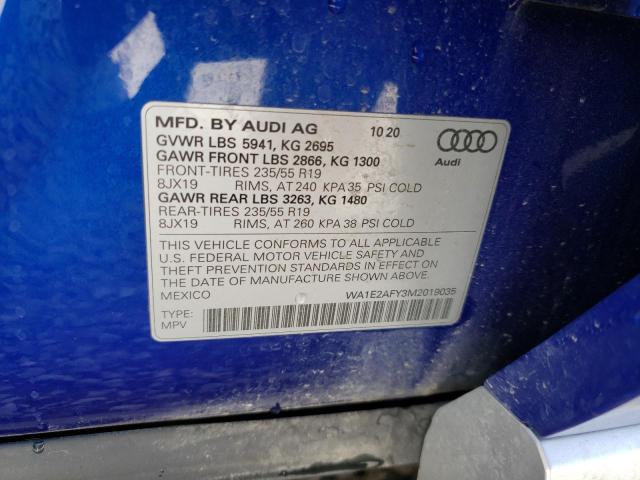 MFD. BY AUDI AG 10 20
GVWR LBS 5941, KG 2695
GAWR FRONT LBS 2866, KG 1300
FRONT-TIRES 235/55 R19
8JX19 RIMS, AT 240 KPA 35 PSI COLD
GAWR REAR LBS 3263, KG 1480
REAR-TIRES 235/55 R19
8JX19 RIMS, AT 260 KPA 38 PSI COLD
Audi
THIS VEHICLE CONFORMS TO ALL APPLICABLE
U.S. FEDERAL MOTOR VEHICLE SAFETY AND
THEFT PREVENTION STANDARDS IN EFFECT ON
THE DATE OF MANUFACTURE SHOWN ABOVE.
MEXICO WA1E2AFY3M2019035
TYPE:
MPV